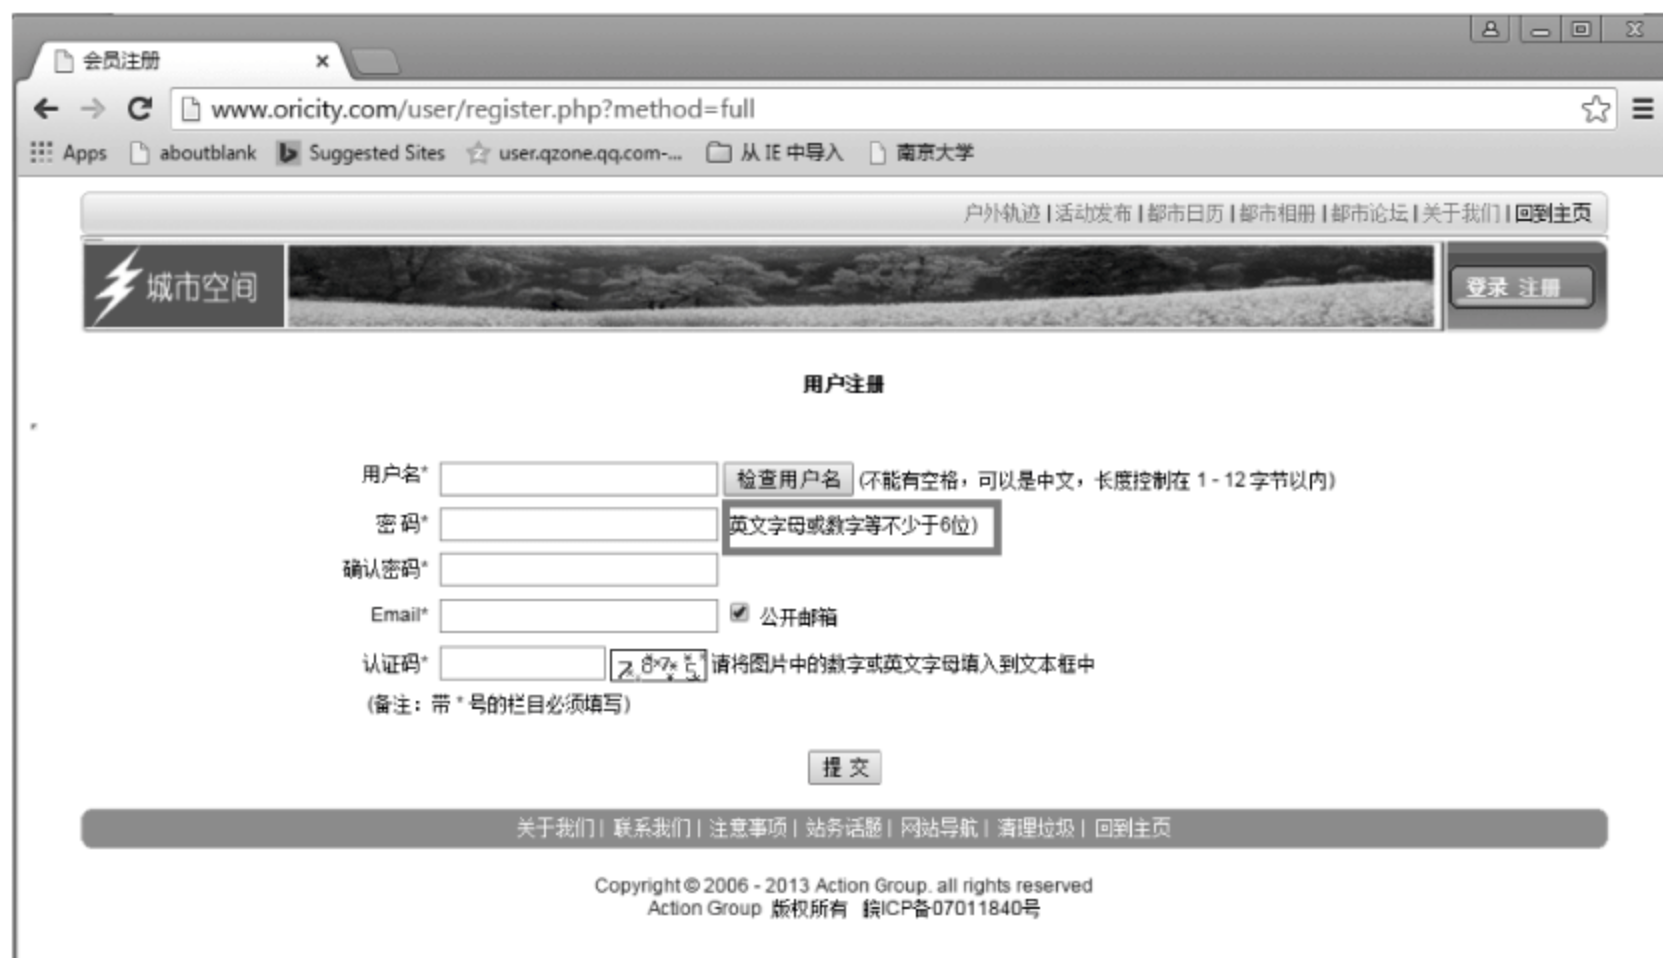 会员注册
www.oricity.com/user/register.php?method=full
Apps aboutblank Suggested Sites user.qzone.qq.com-... 从 IE 中导入 南京大学
户外轨迹 | 活动发布 | 都市日历 | 都市相册 | 都市论坛 | 关于我们 | 回到主页
城市空间
登录 注册
用户注册
用户名* 检查用户名 (不能有空格，可以是中文，长度控制在 1 - 12 字节以内)
密 码* 英文字母或数字等不少于6位)
确认密码*
Email* 公开邮箱
认证码* 请将图片中的数字或英文字母填入到文本框中
(备注：带 * 号的栏目必须填写)
提 交
关于我们 | 联系我们 | 注意事项 | 站务话题 | 网站导航 | 清理垃圾 | 回到主页
Copyright © 2006 - 2013 Action Group. all rights reserved
Action Group 版权所有 皖ICP备07011840号